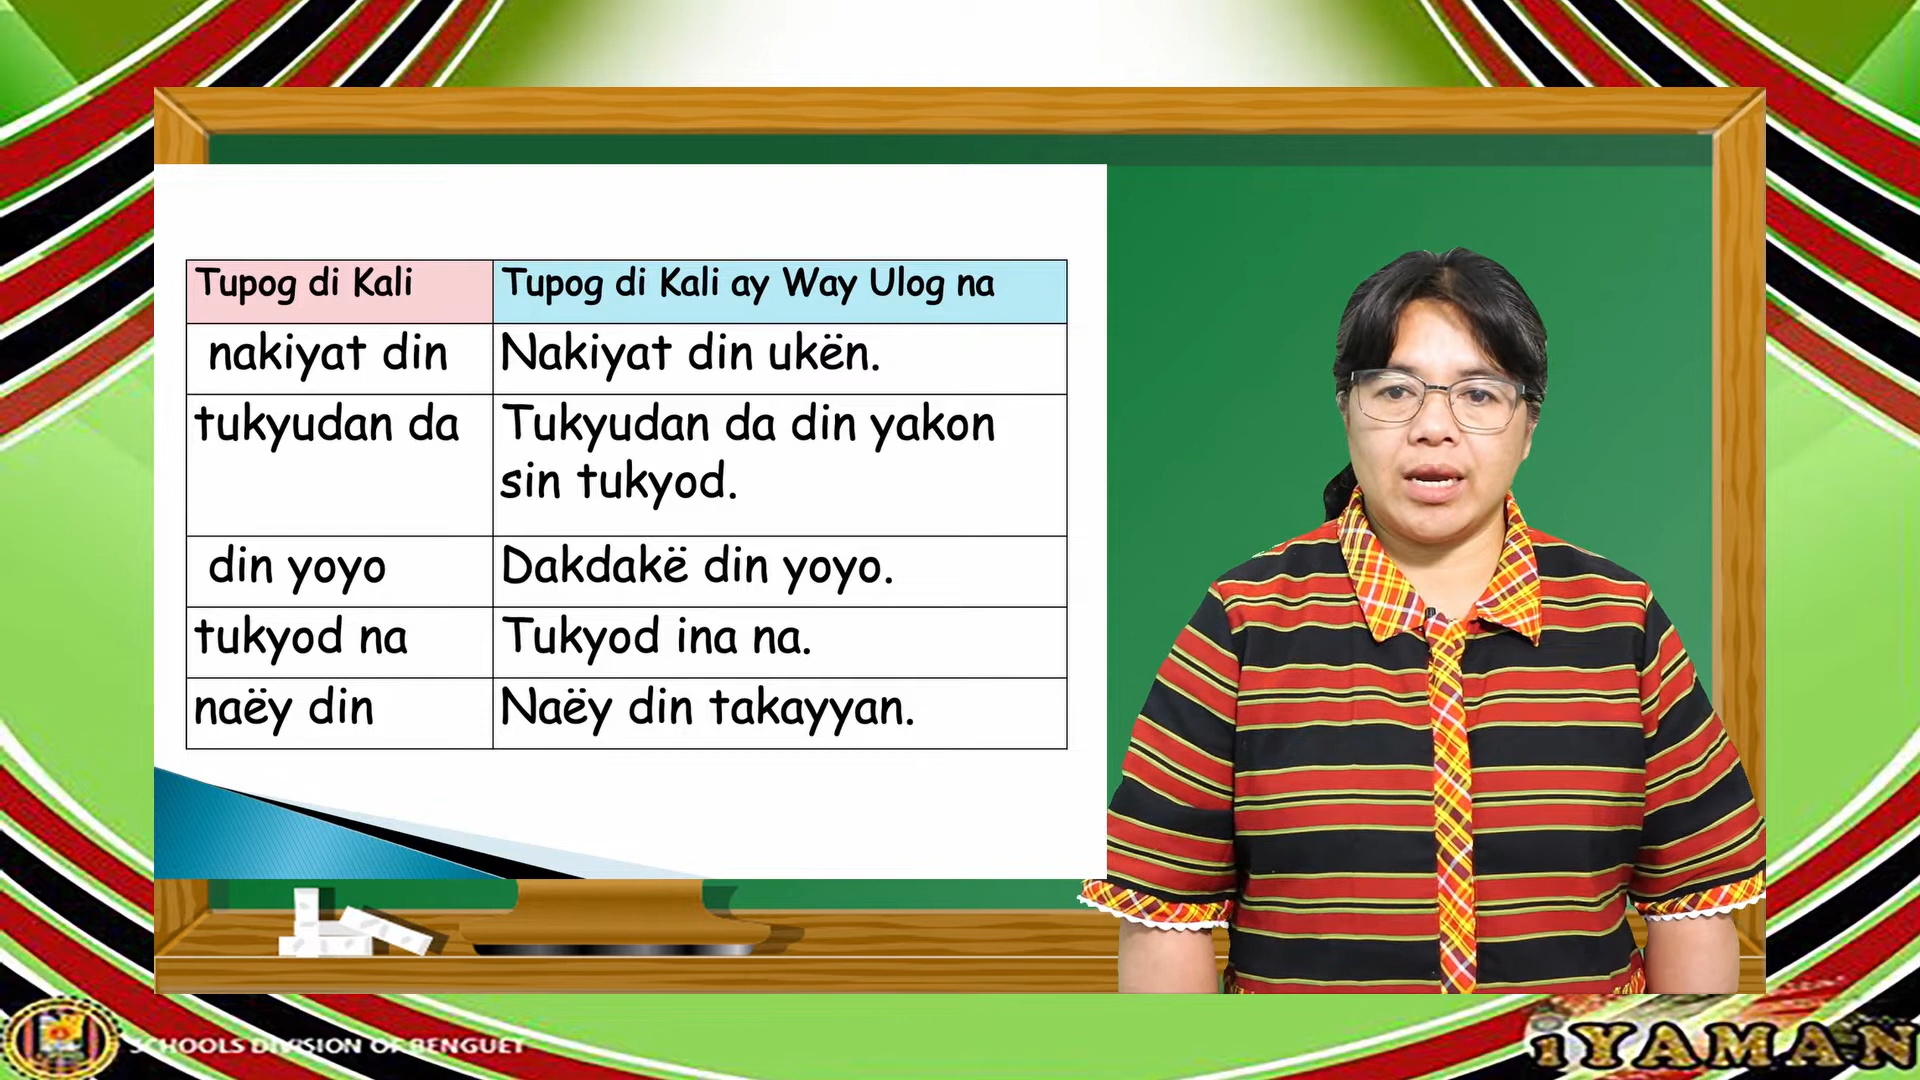 Tupog di Kali
Tupog di Kali ay Way Ulog na
nakiyat din
Nakiyat din ukën.
tukyudan da
Tukyudan da din yakon
sin tukyod.
din yoyo
Dakdakë din yoyo.
tukyod na
Tukyod ina na.
naëy din
Naëy din takayyan.
SCHOOLS DIVISION OF BENGUET
iYAMAN